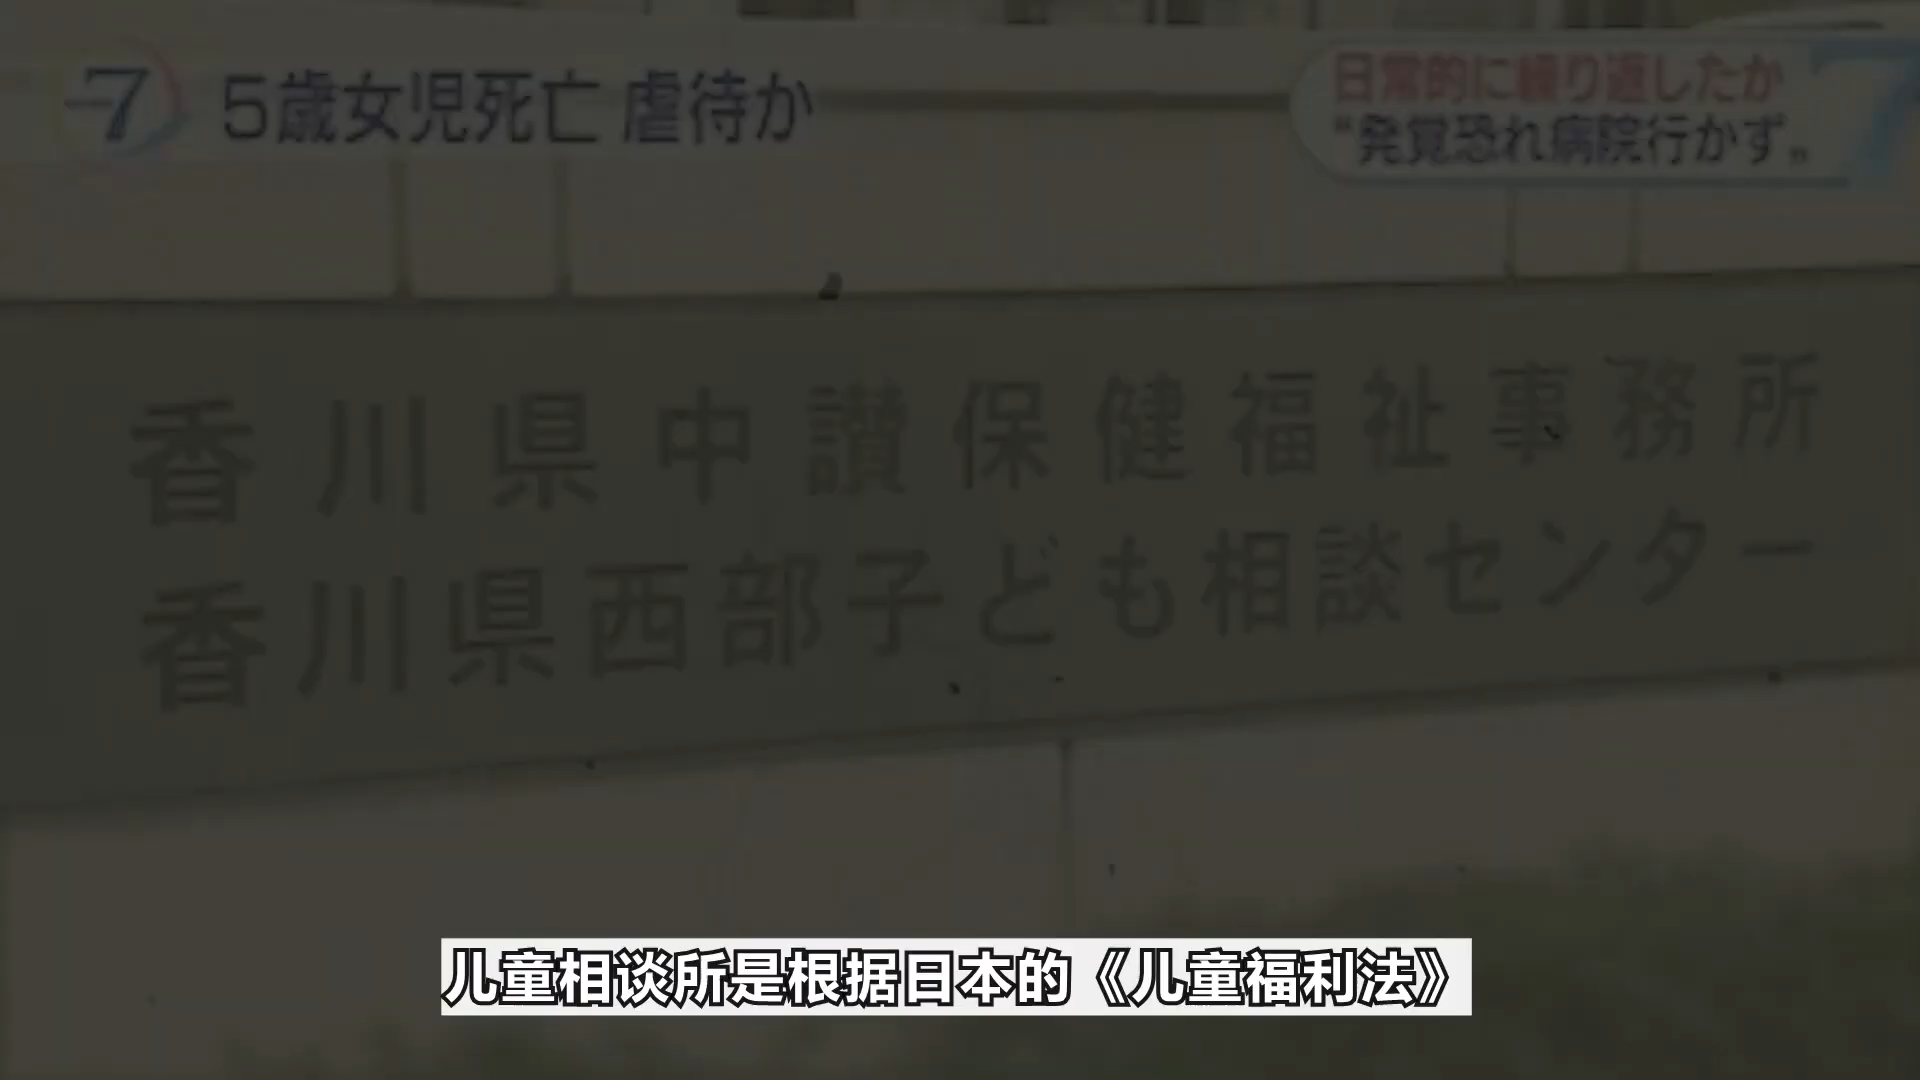 7 5歳女児死亡 虐待か
日常的に繰り返したか
“発覚恐れ病院行かず„
7
香川県中讃保健福祉事務所
香川県西部子ども相談センター
儿童相谈所是根据日本的《儿童福利法》